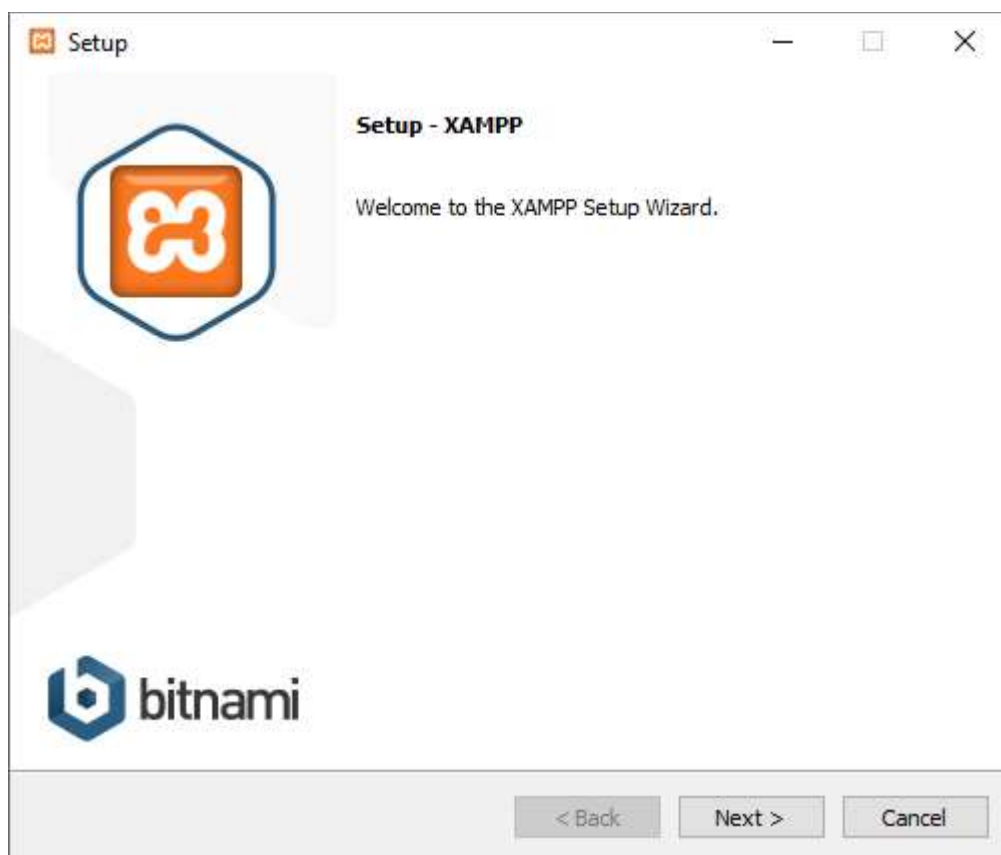 Setup
Setup - XAMPP
Welcome to the XAMPP Setup Wizard.
bitnami
< Back
Next >
Cancel